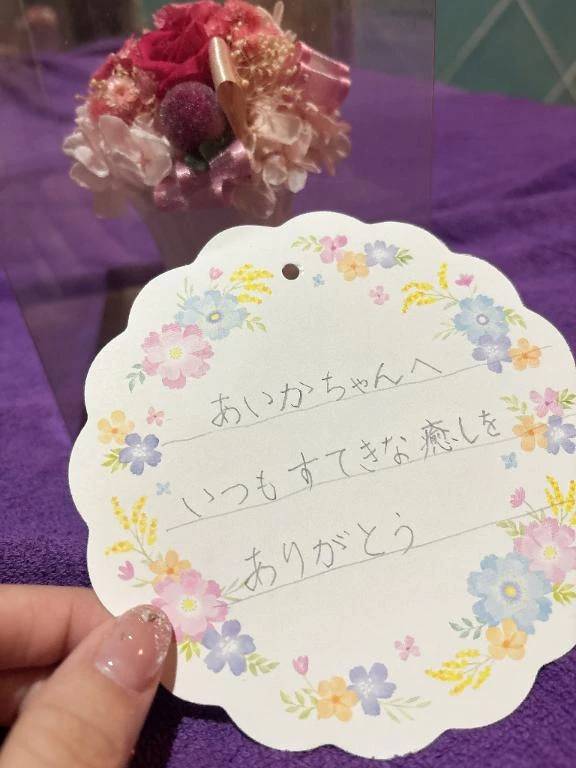 あいかちゃんへ
いつもすてきな癒しを
ありがとう